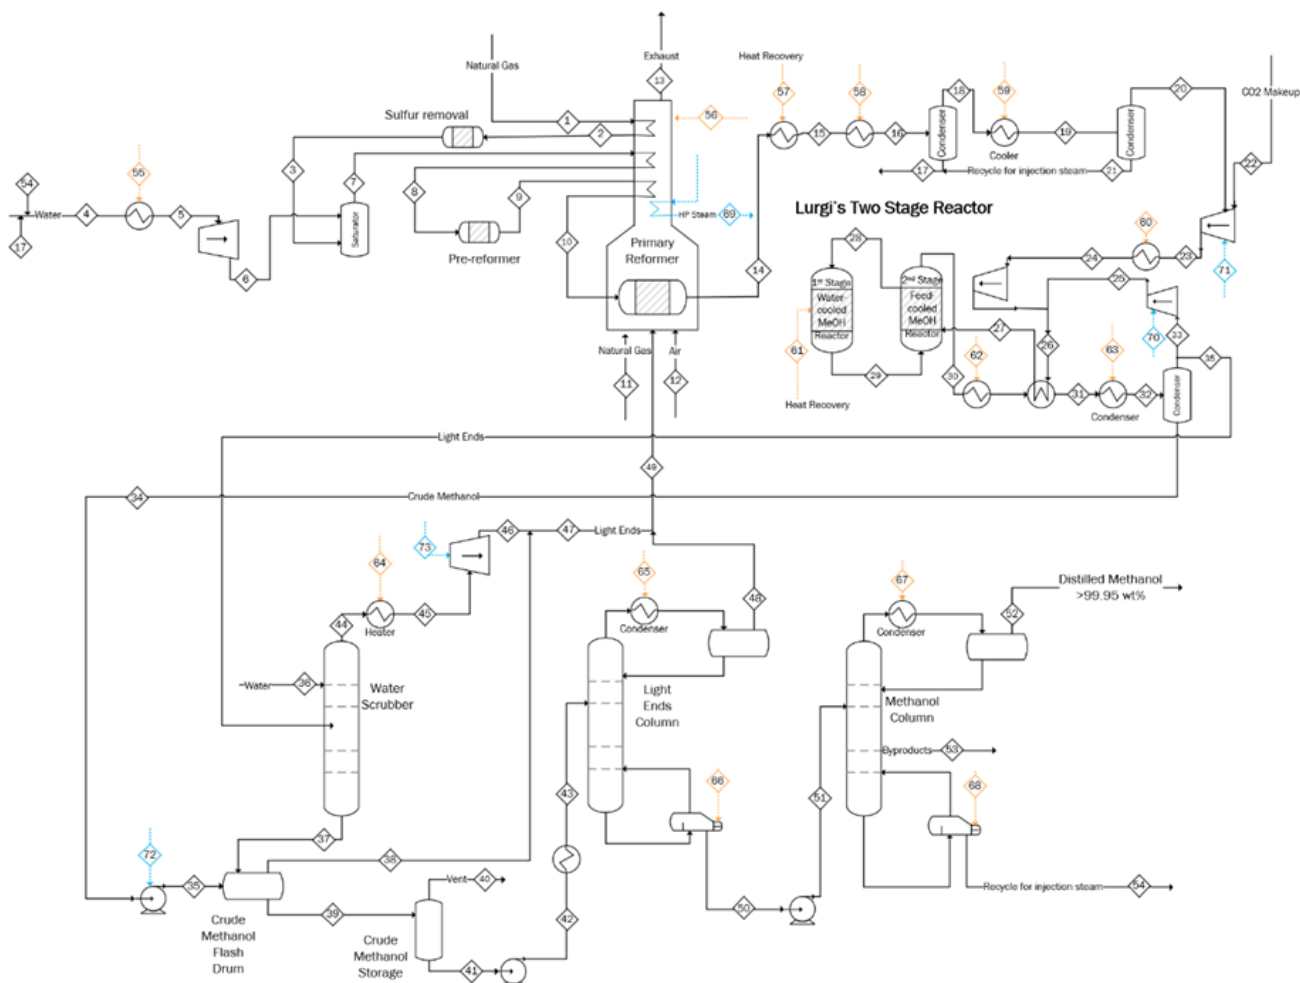 Exhaust
Heat Recovery
Natural Gas
CO2 Makeup
13
57
58
59
18
20
Sulfur removal
1
2
56
15
16
Condenser
Cooler
19
Condenser
17
Recycle for injection steam
21
22
54
55
3
7
8
9
Water
4
5
17
Saturator
6
Pre-reformer
10
HP Steam
69
Primary
Reformer
14
Lurgi's Two Stage Reactor
28
60
24
23
71
25
1st Stage
Water-
cooled
MeOH
Reactor
2nd Stage
Feed-
cooled
MeOH
Reactor
27
26
70
33
35
61
62
63
29
30
31
32
Condenser
Condenser
Heat Recovery
Natural Gas
Air
11
12
Light Ends
49
34
Crude Methanol
73
46
47
Light Ends
64
65
67
Distilled Methanol
>99.95 wt%
44
45
Heater
Condenser
48
Condenser
52
Water
36
Water
Scrubber
Light
Ends
Column
Methanol
Column
Byproducts
53
43
66
51
68
37
72
38
35
Vent
40
39
42
50
Recycle for injection steam
54
Crude
Methanol
Flash
Drum
Crude
Methanol
Storage
41